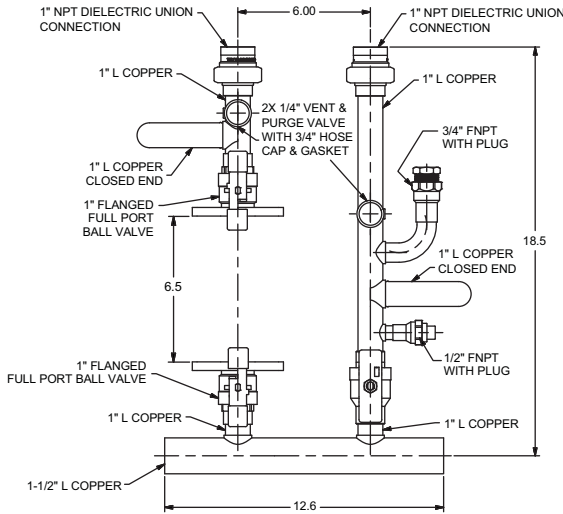 1" NPT DIELECTRIC UNION
CONNECTION
6.00
1" NPT DIELECTRIC UNION
CONNECTION
1" L COPPER
2X 1/4" VENT &
PURGE VALVE
WITH 3/4" HOSE
CAP & GASKET
1" L COPPER
3/4" FNPT
WITH PLUG
1" L COPPER
CLOSED END
1" FLANGED
FULL PORT
BALL VALVE
18.5
1" L COPPER
CLOSED END
6.5
1/2" FNPT
WITH PLUG
1" FLANGED
FULL PORT BALL VALVE
1" L COPPER
1" L COPPER
1-1/2" L COPPER
12.6